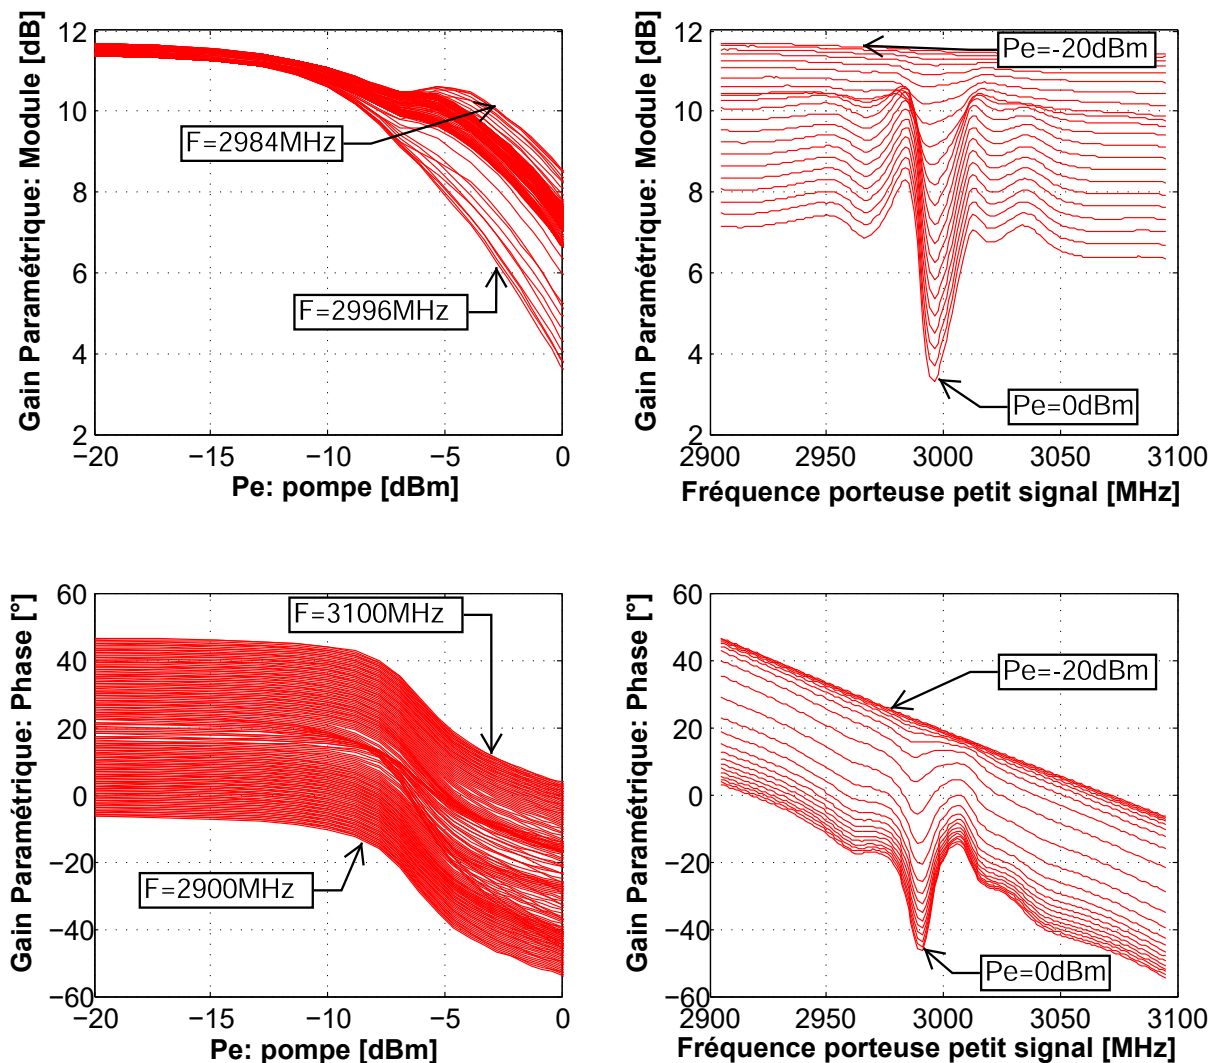 12
10
8
6
4
2
−20
−15
−10
−5
0
Gain Paramétrique: Module [dB]
Pe: pompe [dBm]
F=2984MHz
F=2996MHz
12
10
8
6
4
2
2900
2950
3000
3050
3100
Gain Paramétrique: Module [dB]
Fréquence porteuse petit signal [MHz]
Pe=-20dBm
Pe=0dBm
60
40
20
0
−20
−40
−60
−20
−15
−10
−5
0
Gain Paramétrique: Phase [°]
Pe: pompe [dBm]
F=3100MHz
F=2900MHz
60
40
20
0
−20
−40
−60
2900
2950
3000
3050
3100
Gain Paramétrique: Phase [°]
Fréquence porteuse petit signal [MHz]
Pe=-20dBm
Pe=0dBm